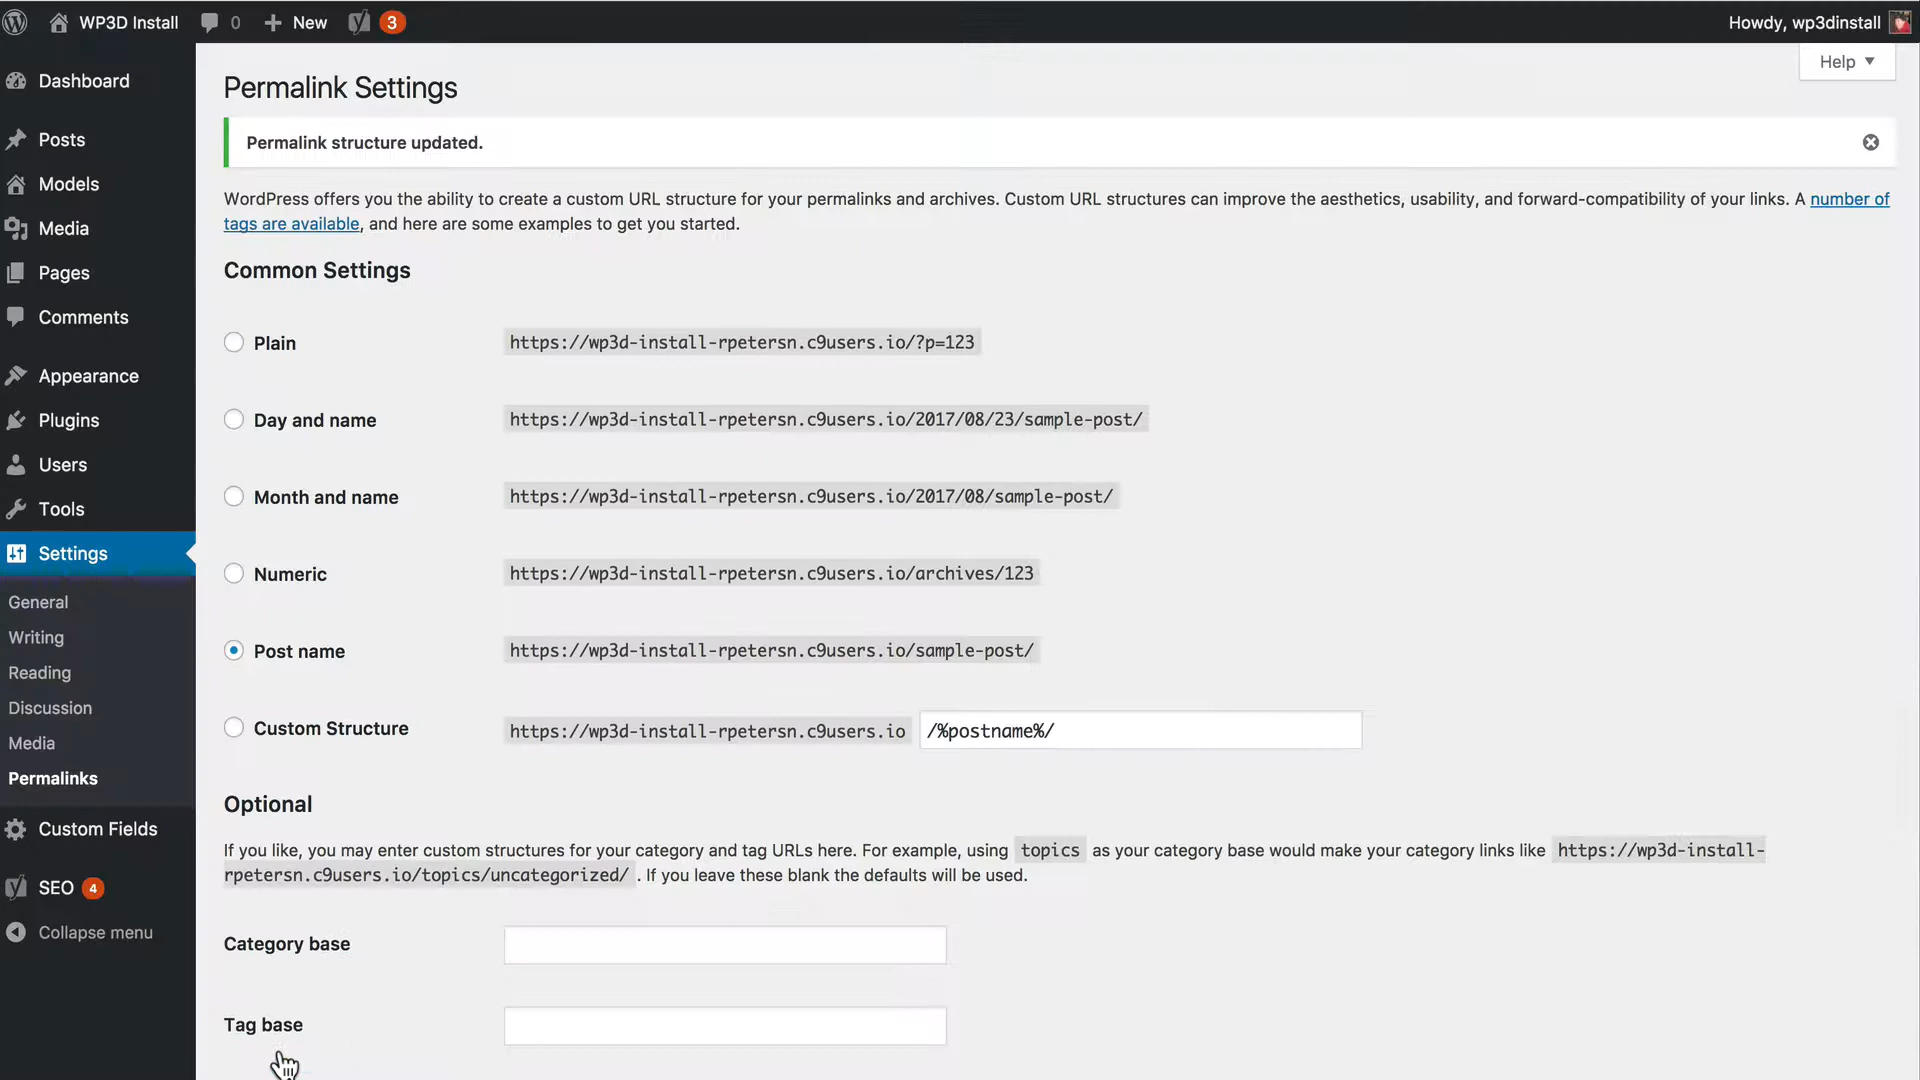 WP3D Install 0 New 3 Howdy, wp3dinstall
Help
Dashboard
Posts
Models
Media
Pages
Comments
Appearance
Plugins
Users
Tools
Settings
General
Writing
Reading
Discussion
Media
Permalinks
Custom Fields
SEO 4
Collapse menu
Permalink Settings
Permalink structure updated.
WordPress offers you the ability to create a custom URL structure for your permalinks and archives. Custom URL structures can improve the aesthetics, usability, and forward-compatibility of your links. A number of
tags are available, and here are some examples to get you started.
Common Settings
Plain https://wp3d-install-rpetersn.c9users.io/?p=123
Day and name https://wp3d-install-rpetersn.c9users.io/2017/08/23/sample-post/
Month and name https://wp3d-install-rpetersn.c9users.io/2017/08/sample-post/
Numeric https://wp3d-install-rpetersn.c9users.io/archives/123
Post name https://wp3d-install-rpetersn.c9users.io/sample-post/
Custom Structure https://wp3d-install-rpetersn.c9users.io /%postname%/
Optional
If you like, you may enter custom structures for your category and tag URLs here. For example, using topics as your category base would make your category links like https://wp3d-install-
rpetersn.c9users.io/topics/uncategorized/ . If you leave these blank the defaults will be used.
Category base
Tag base